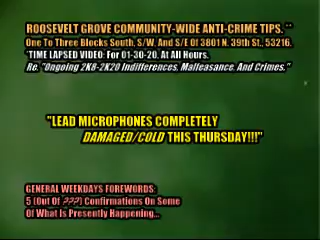 ROOSEVELT GROVE COMMUNITY-WIDE ANTI-CRIME TIPS. **
One To Three Blocks South, S/W, And S/E Of 3801 N. 39th St., 53216.
*TIME LAPSED VIDEO: For 01-30-20. At All Hours.
Re. "Ongoing 2K8-2K20 Indifferences, Malfeasance, And Crimes."
"LEAD MICROPHONES COMPLETELY
DAMAGED/COLD THIS THURSDAY!!!"
GENERAL WEEKDAYS FOREWORDS:
5 (Out Of ???) Confirmations On Some
Of What Is Presently Happening...